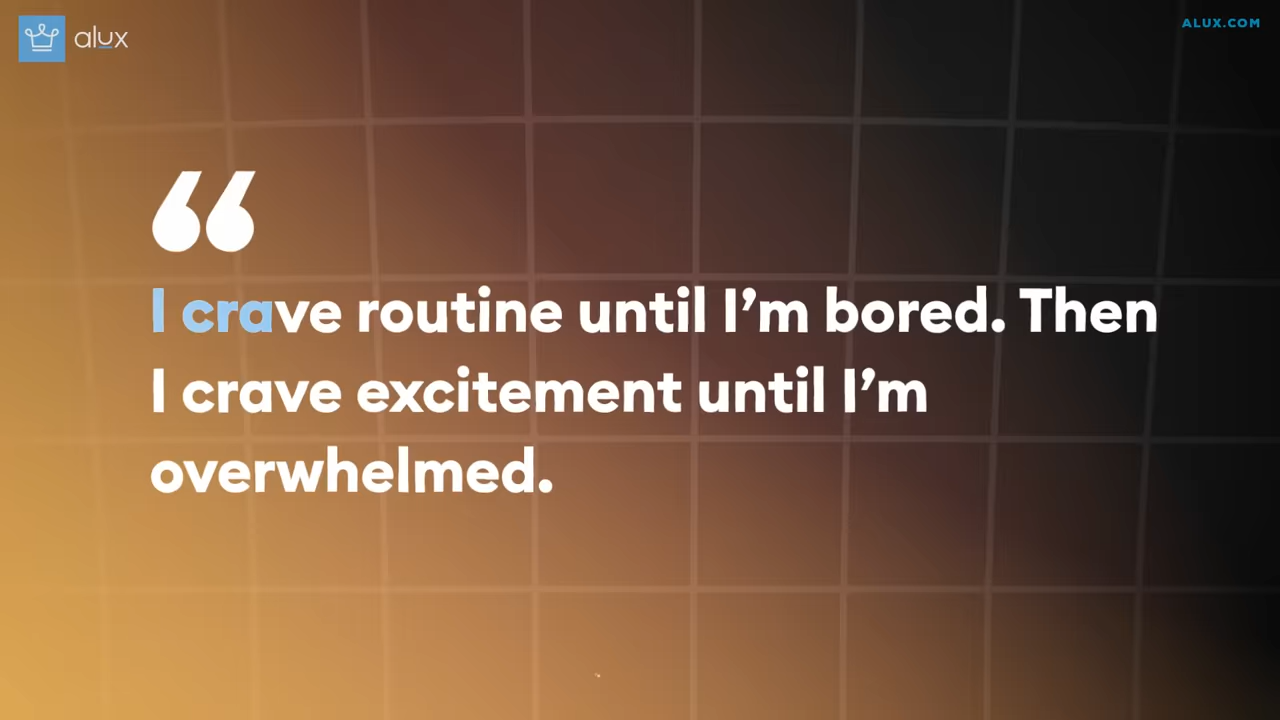 alux
ALUX.COM
“
I crave routine until I’m bored. Then
I crave excitement until I’m
overwhelmed.